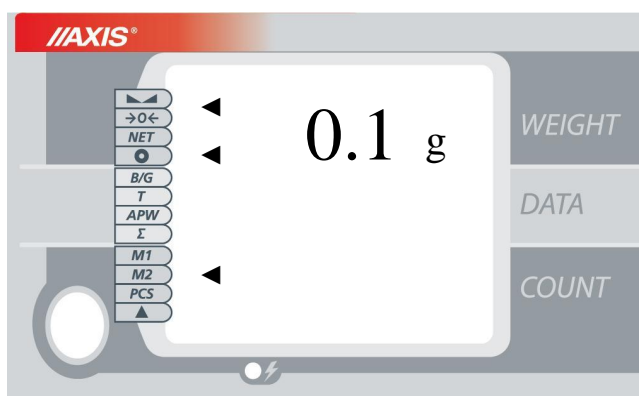 //AXIS®
→0←
NET
B/G
T
APW
Σ
M1
M2
PCS
0.1 g
WEIGHT
DATA
COUNT